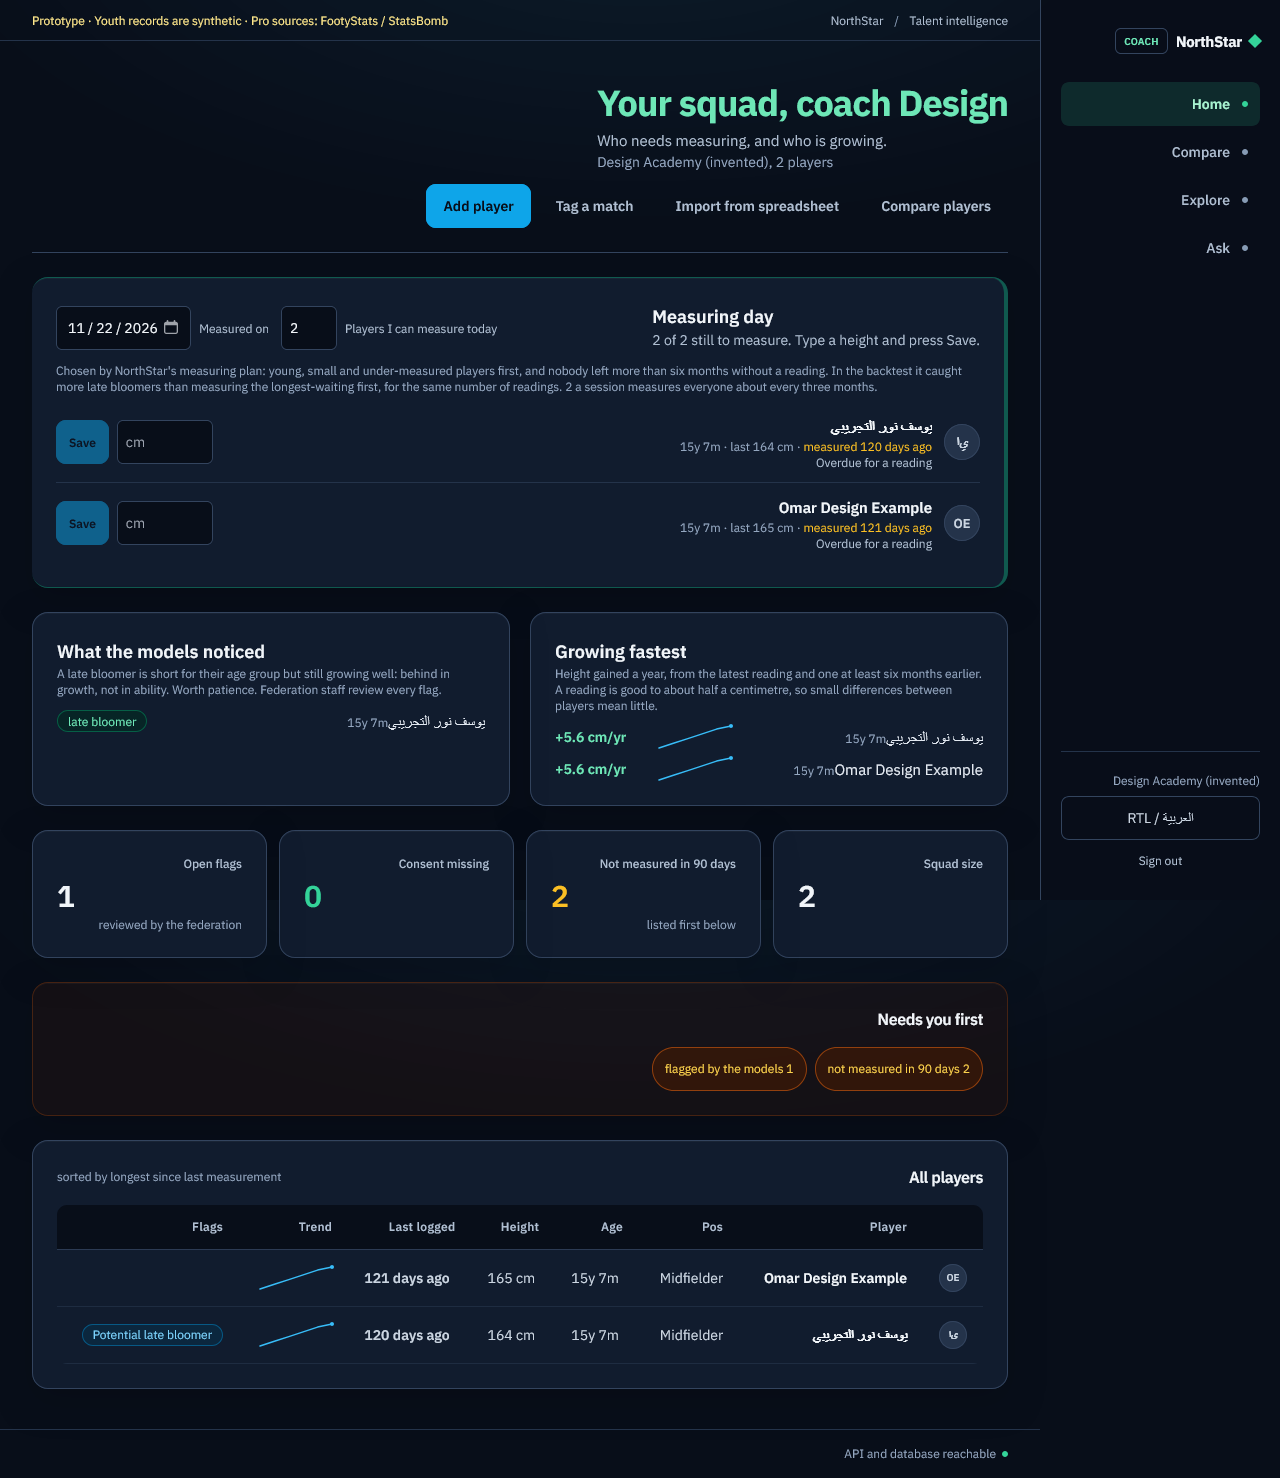 Prototype · Youth records are synthetic · Pro sources: FootyStats / StatsBomb
NorthStar / Talent intelligence
COACH NorthStar
Home
Compare
Explore
Ask
Your squad, coach Design
Who needs measuring, and who is growing.
Design Academy (invented), 2 players
Add player
Tag a match
Import from spreadsheet
Compare players
Measuring day
2 of 2 still to measure. Type a height and press Save.
11 / 22 / 2026 Measured on
2 Players I can measure today
Chosen by NorthStar's measuring plan: young, small and under-measured players first, and nobody left more than six months without a reading. In the backtest it caught
more late bloomers than measuring the longest-waiting first, for the same number of readings. 2 a session measures everyone about every three months.
Save cm
يوسف نور التجريبي
15y 7m · last 164 cm · measured 120 days ago
Overdue for a reading
يا
Save cm
Omar Design Example
15y 7m · last 165 cm · measured 121 days ago
Overdue for a reading
OE
What the models noticed
A late bloomer is short for their age group but still growing well: behind in
growth, not in ability. Worth patience. Federation staff review every flag.
late bloomer
15y 7m يوسف نور التجريبي
Growing fastest
Height gained a year, from the latest reading and one at least six months earlier.
A reading is good to about half a centimetre, so small differences between
players mean little.
+5.6 cm/yr 15y 7m يوسف نور التجريبي
+5.6 cm/yr 15y 7m Omar Design Example
Open flags
1
reviewed by the federation
Consent missing
0
Not measured in 90 days
2
listed first below
Squad size
2
Needs you first
flagged by the models 1
not measured in 90 days 2
sorted by longest since last measurement
All players
Flags Trend Last logged Height Age Pos Player
121 days ago 165 cm 15y 7m Midfielder Omar Design Example OE
Potential late bloomer 120 days ago 164 cm 15y 7m Midfielder يوسف نور التجريبي يا
Design Academy (invented)
RTL / العربية
Sign out
API and database reachable